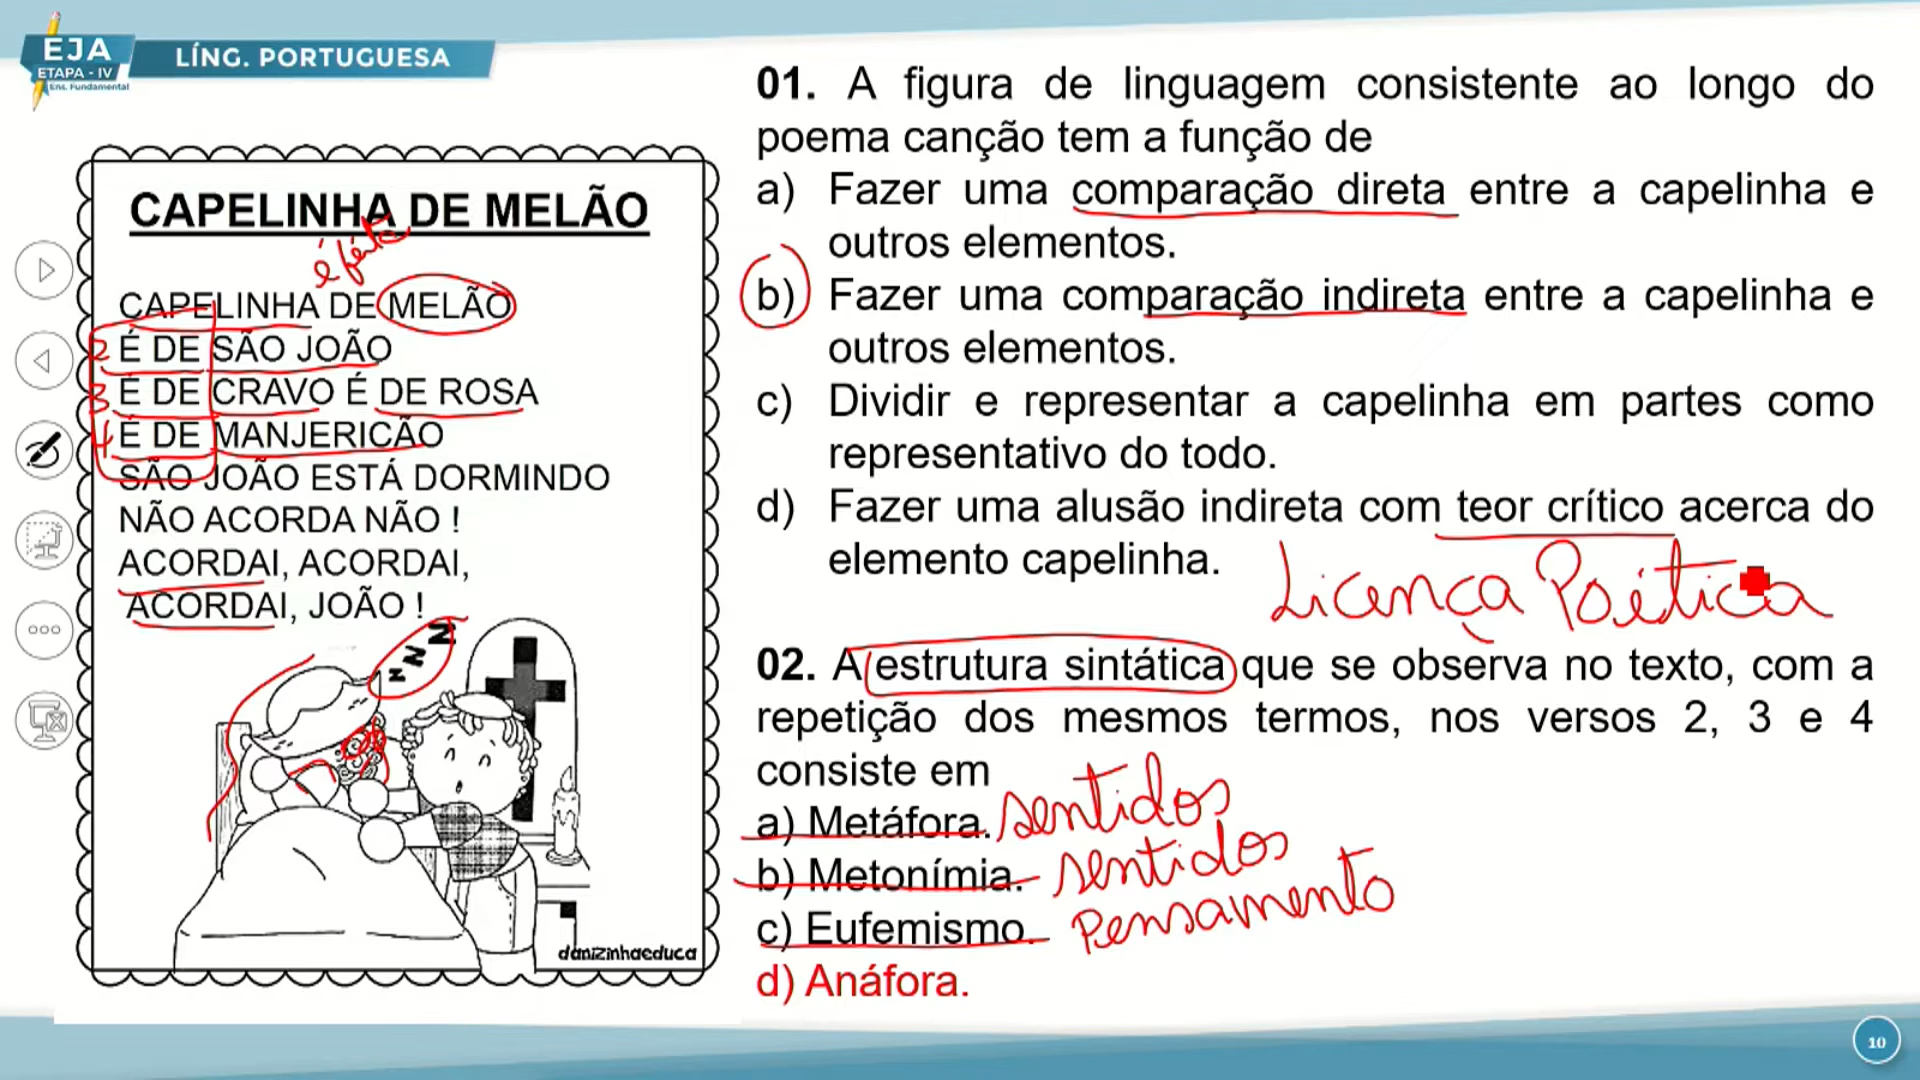 EJA
ETAPA - IV
Ens. Fundamental
LÍNG. PORTUGUESA
CAPELINHA DE MELÃO
é feita
CAPELINHA DE MELÃO
2 É DE SÃO JOÃO
3 É DE CRAVO É DE ROSA
4 É DE MANJERICÃO
SÃO JOÃO ESTÁ DORMINDO
NÃO ACORDA NÃO !
ACORDAI, ACORDAI,
ACORDAI, JOÃO !
z z z
danizinhaeduca
01. A figura de linguagem consistente ao longo do
poema canção tem a função de
a) Fazer uma comparação direta entre a capelinha e
outros elementos.
b) Fazer uma comparação indireta entre a capelinha e
outros elementos.
c) Dividir e representar a capelinha em partes como
representativo do todo.
d) Fazer uma alusão indireta com teor crítico acerca do
elemento capelinha.
Licença Poética
02. A estrutura sintática que se observa no texto, com a
repetição dos mesmos termos, nos versos 2, 3 e 4
consiste em
a) Metáfora. sentidos
b) Metonímia. sentidos
c) Eufemismo. Pensamento
d) Anáfora.
10